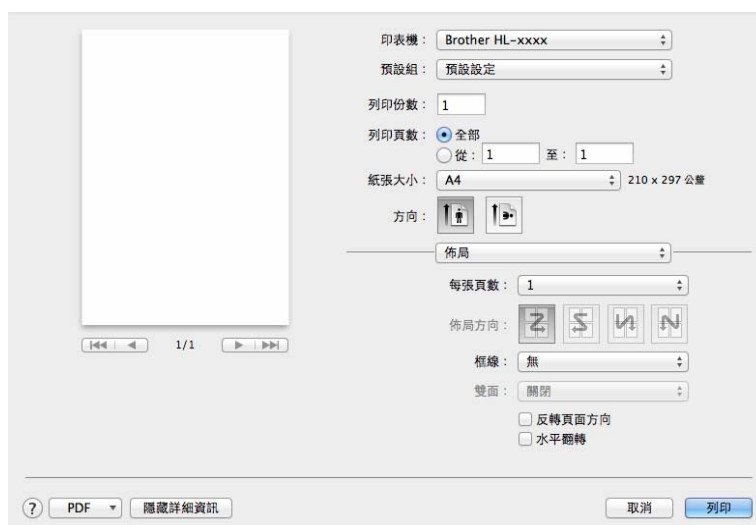 印表機： Brother HL-xxxx
預設組： 預設設定
列印份數： 1
列印頁數： 全部
從： 1 至： 1
紙張大小： A4 210 x 297 公釐
方向：
佈局
每張頁數： 1
佈局方向：
框線： 無
雙面： 關閉
反轉頁面方向
水平翻轉
1/1
? PDF 隱藏詳細資訊 取消 列印